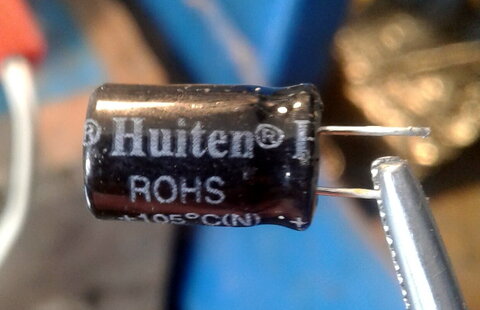 ® Huiten®
ROHS
+105°C(N) +